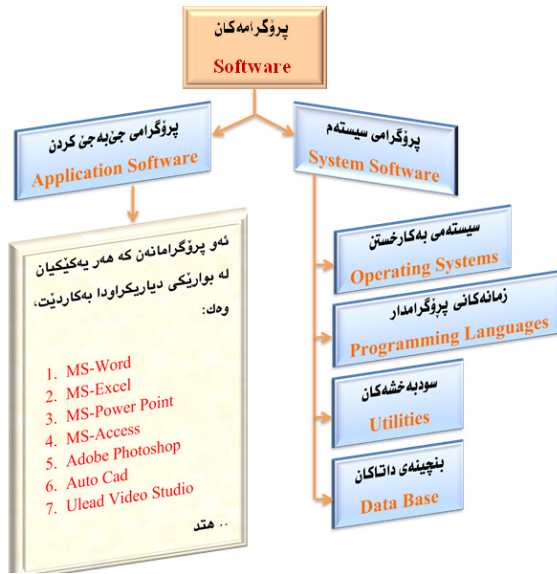 پرۆگرامەکان
Software
پرۆگرامی جێبەجێ کردن
Application Software
پرۆگرامی سیستەم
System Software
ئەو پرۆگرامانەن کە هەر یەکێکیان
لە بوارێکی دیاریکراودا بەکاردێت،
وەك:
1. MS-Word
2. MS-Excel
3. MS-Power Point
4. MS-Access
5. Adobe Photoshop
6. Auto Cad
7. Ulead Video Studio
.. هتد
سیستەمی بەکارخستن
Operating Systems
زمانەکانی پرۆگرامدار
Programming Languages
سودبەخشەکان
Utilities
بنچینەی داتاکان
Data Base